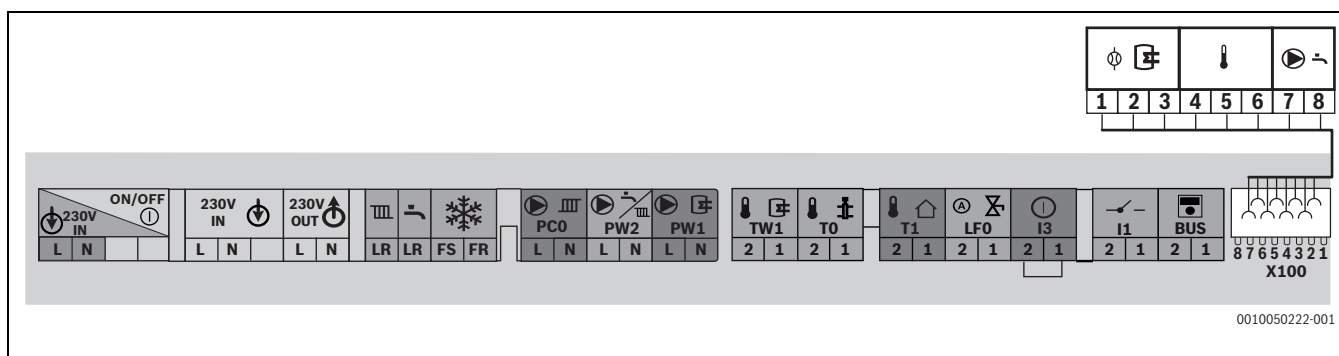 1 2 3 4 5 6 7 8
230V IN ON/OFF
L N
230V IN
L N
230V OUT
L N
LR LR FS FR
PC0
L N
PW2
L N
PW1
L N
TW1
2 1
T0
2 1
T1
2 1
A
LF0
2 1
I3
2 1
I1
2 1
BUS
2 1
8 7 6 5 4 3 2 1
X100
0010050222-001